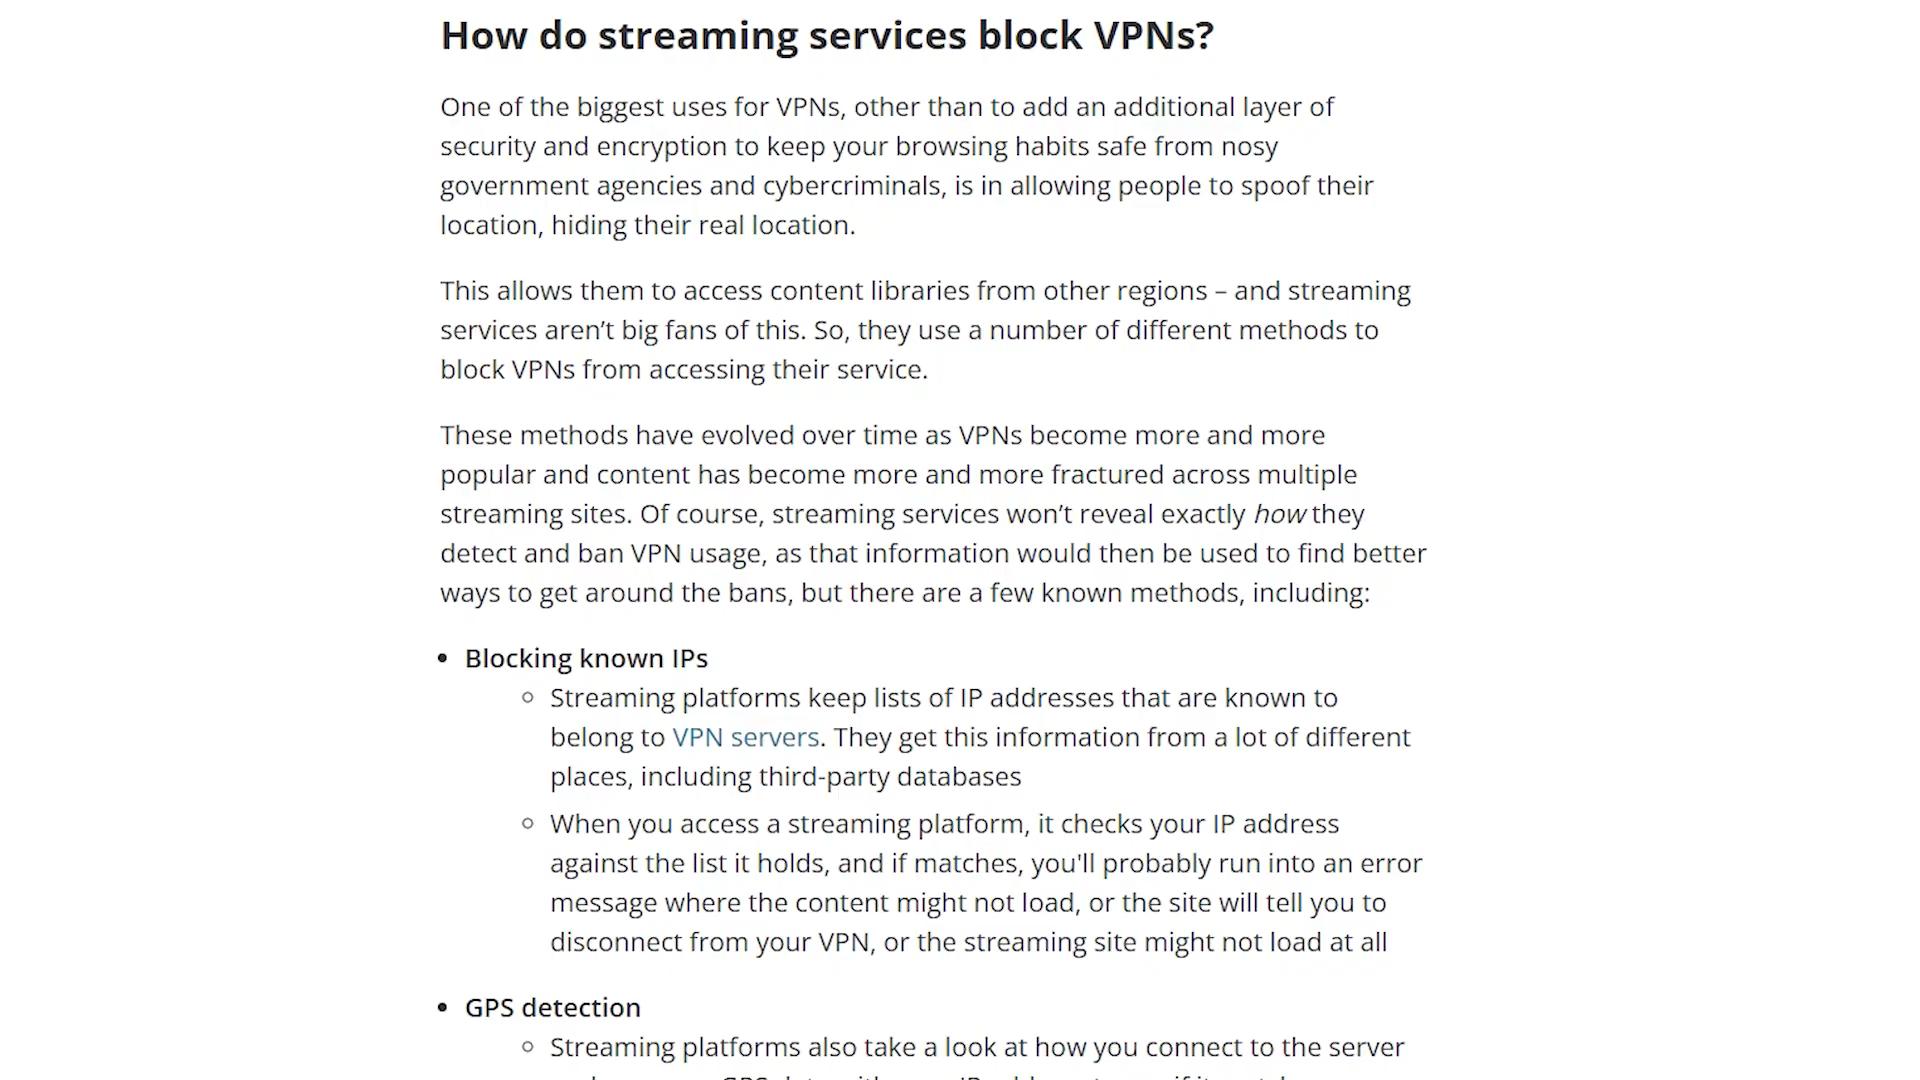 How do streaming services block VPNs?
One of the biggest uses for VPNs, other than to add an additional layer of
security and encryption to keep your browsing habits safe from nosy
government agencies and cybercriminals, is in allowing people to spoof their
location, hiding their real location.
This allows them to access content libraries from other regions – and streaming
services aren’t big fans of this. So, they use a number of different methods to
block VPNs from accessing their service.
These methods have evolved over time as VPNs become more and more
popular and content has become more and more fractured across multiple
streaming sites. Of course, streaming services won’t reveal exactly how they
detect and ban VPN usage, as that information would then be used to find better
ways to get around the bans, but there are a few known methods, including:
• Blocking known IPs
○ Streaming platforms keep lists of IP addresses that are known to
belong to VPN servers. They get this information from a lot of different
places, including third-party databases
○ When you access a streaming platform, it checks your IP address
against the list it holds, and if matches, you'll probably run into an error
message where the content might not load, or the site will tell you to
disconnect from your VPN, or the streaming site might not load at all
• GPS detection
○ Streaming platforms also take a look at how you connect to the server